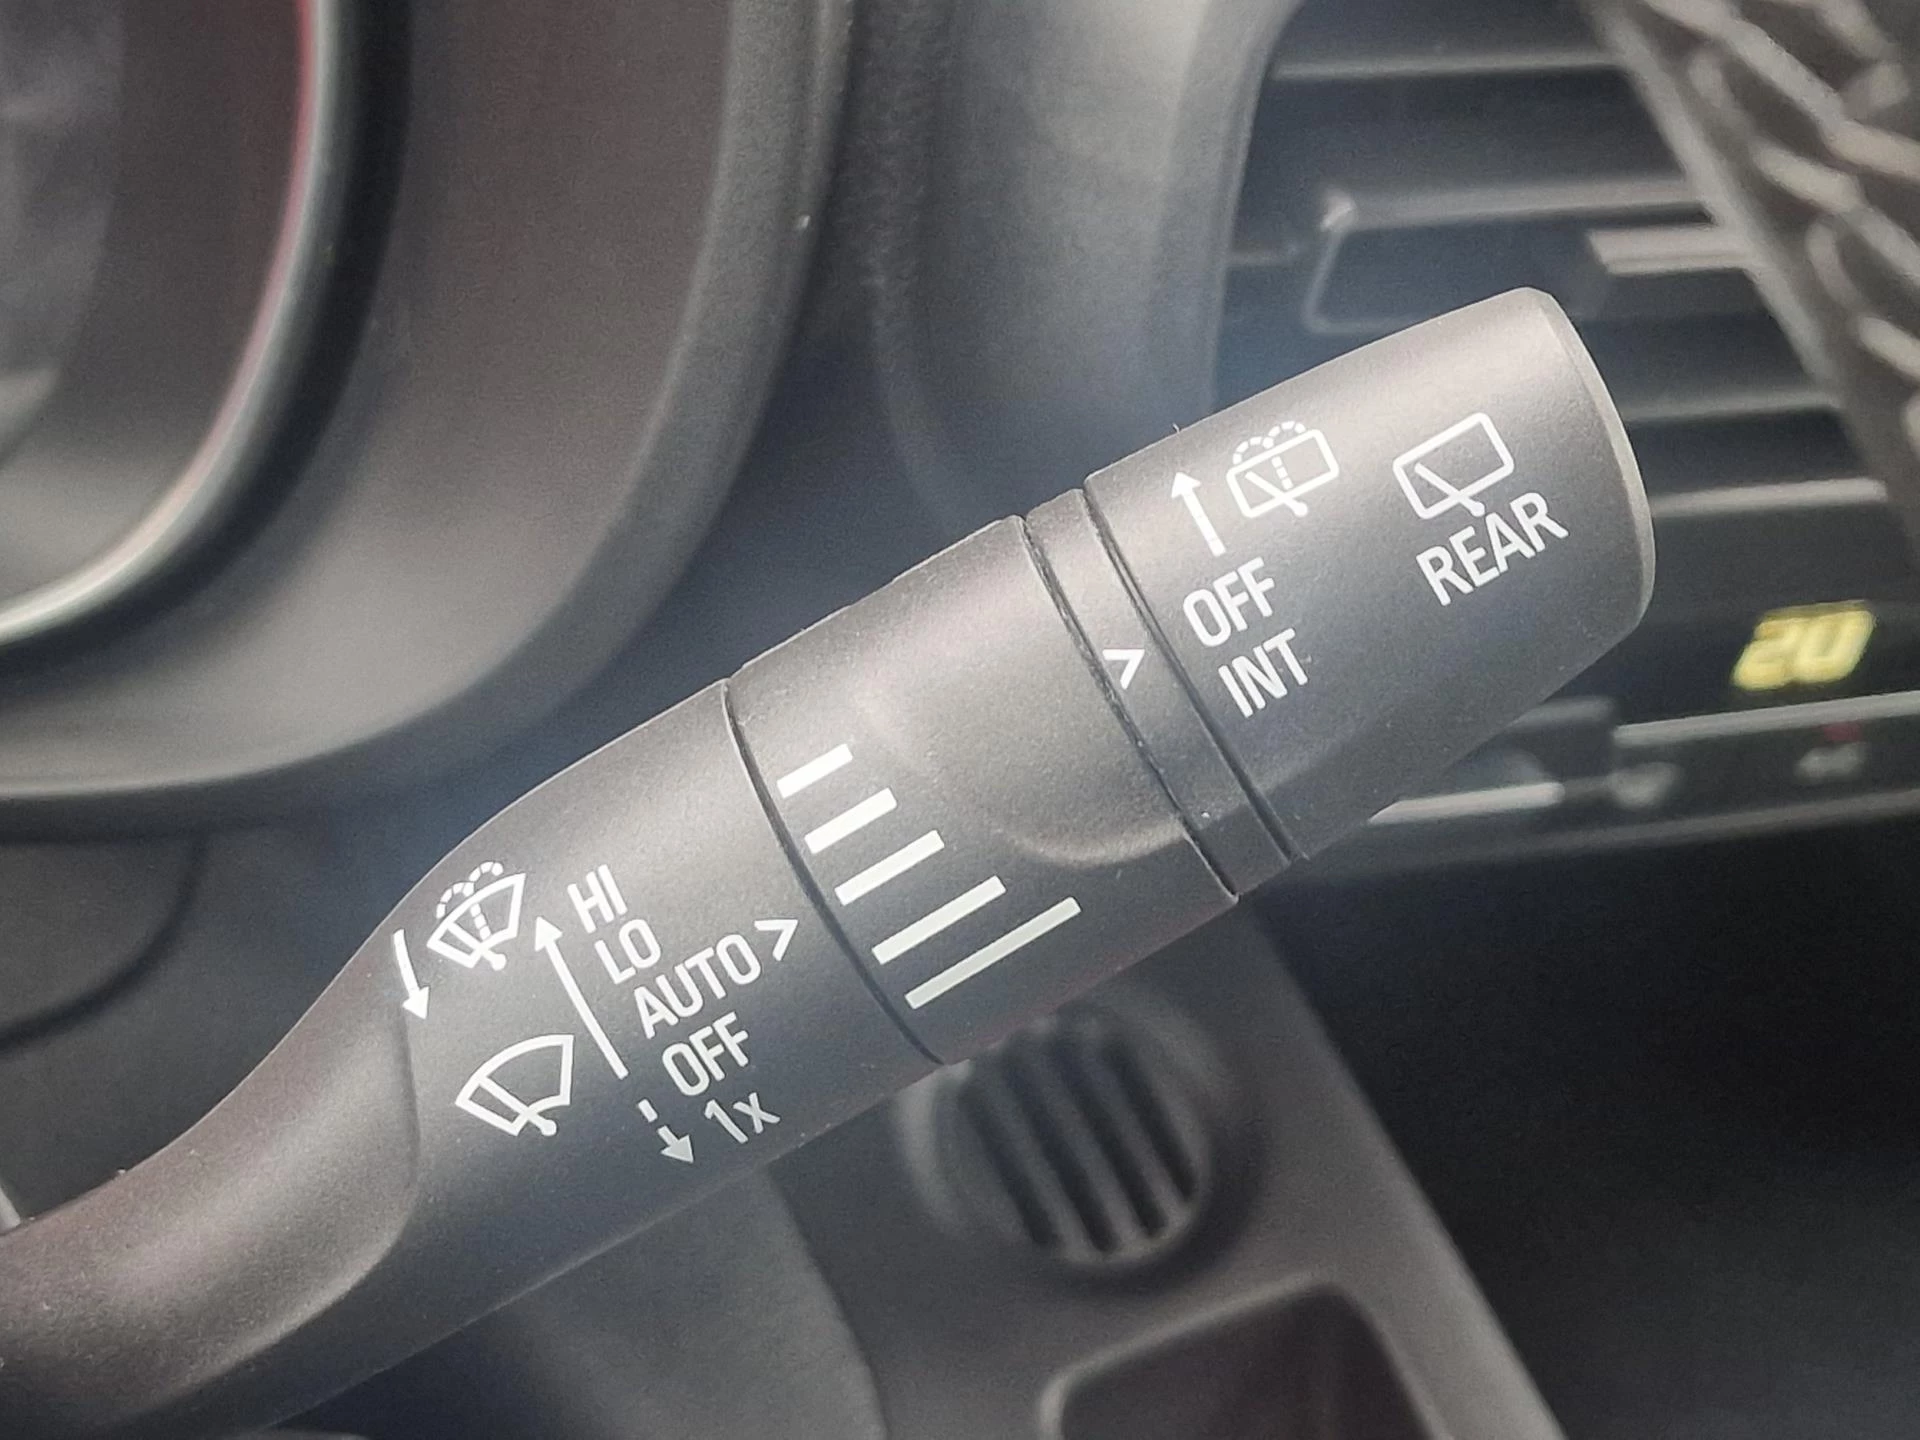 HI
LO
AUTO >
OFF
1x
>
OFF
INT
REAR
20